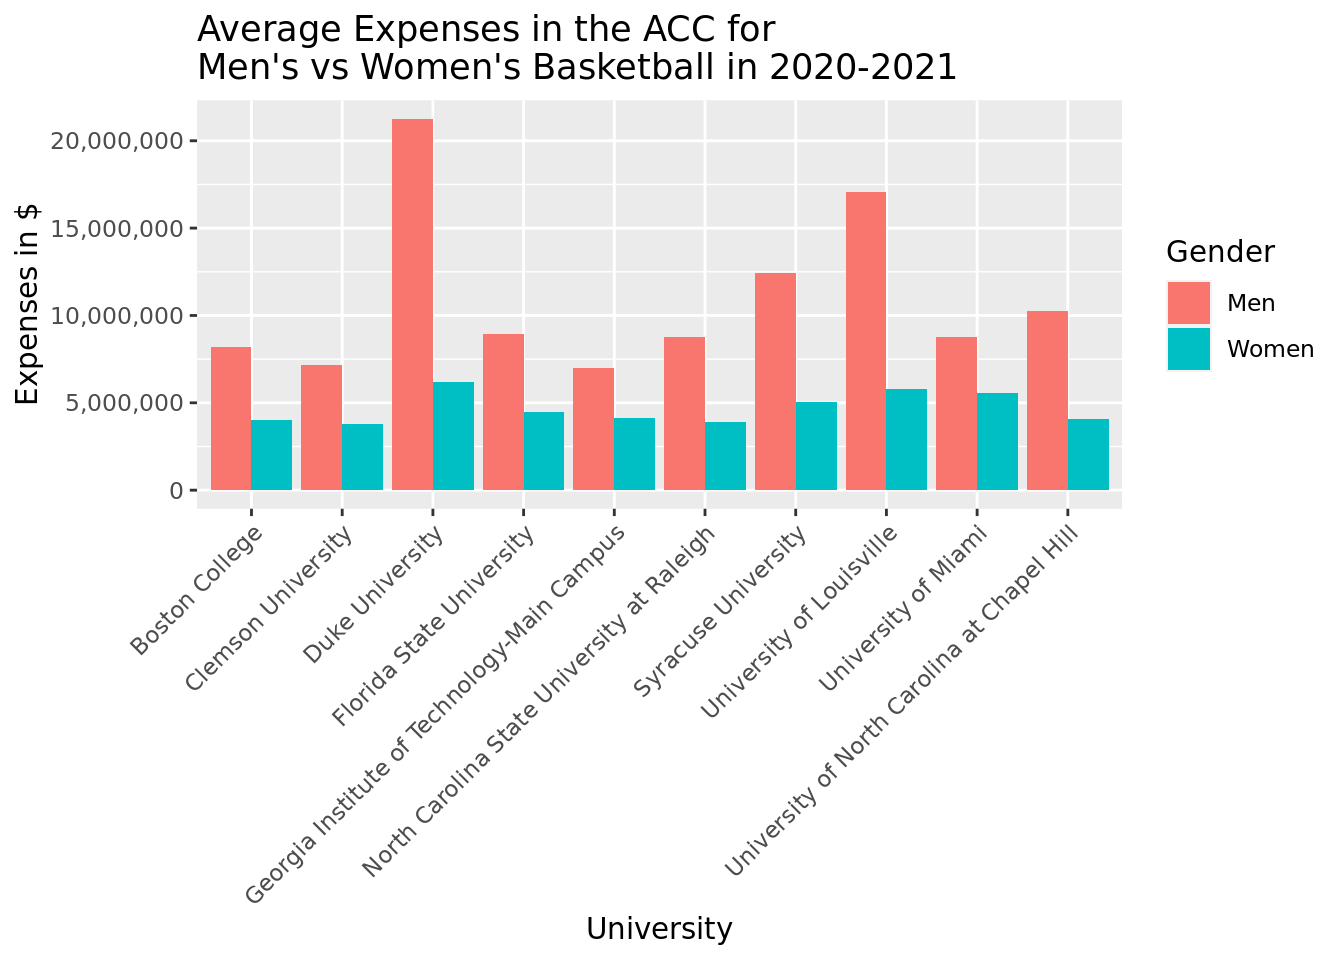 Average Expenses in the ACC for
Men's vs Women's Basketball in 2020-2021
Expenses in $
20,000,000
15,000,000
10,000,000
5,000,000
0
Boston College
Clemson University
Duke University
Florida State University
Georgia Institute of Technology-Main Campus
North Carolina State University at Raleigh
Syracuse University
University of Louisville
University of Miami
University of North Carolina at Chapel Hill
University
Gender
Men
Women